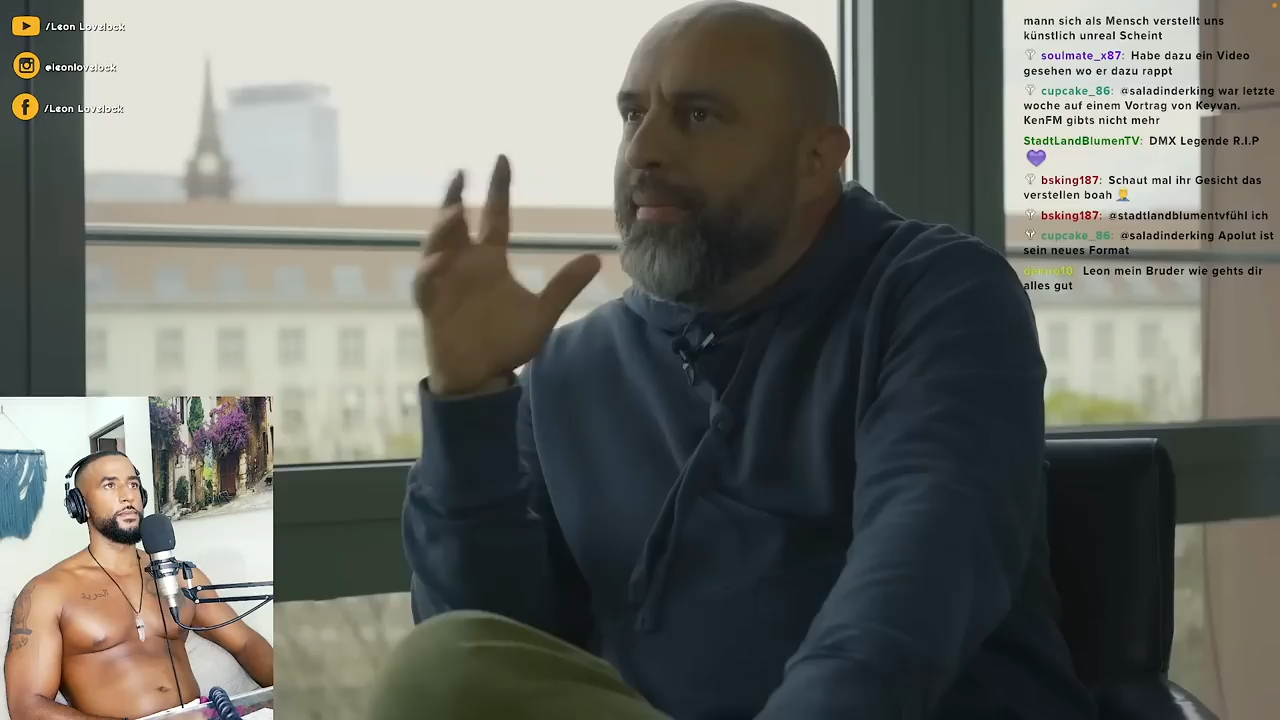 /Leon Lovelock
@leonlovelock
/Leon Lovelock
mann sich als Mensch verstellt uns
künstlich unreal Scheint
soulmate_x87: Habe dazu ein Video
gesehen wo er dazu rappt
cupcake_86: @saladinderking war letzte
woche auf einem Vortrag von Keyvan.
KenFM gibts nicht mehr
StadtLandBlumenTV: DMX Legende R.I.P
bsking187: Schaut mal ihr Gesicht das
verstellen boah
bsking187: @stadtlandblumentvfühl ich
cupcake_86: @saladinderking Apolut ist
sein neues Format
Leon mein Bruder wie gehts dir
alles gut